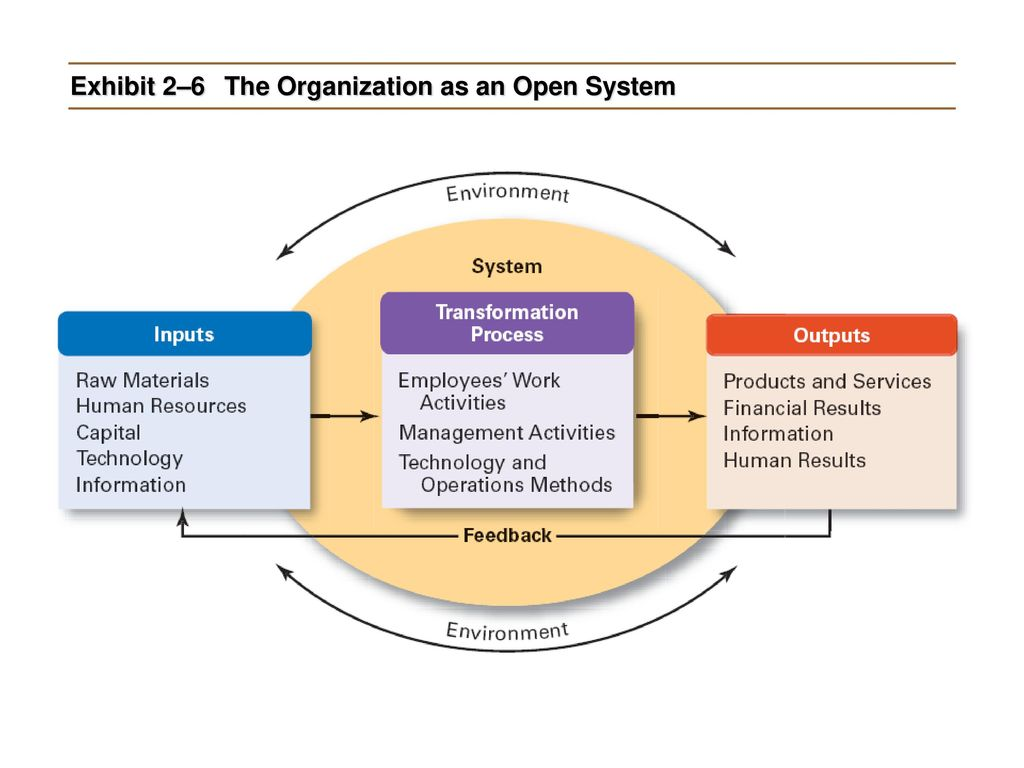 Exhibit 2–6 The Organization as an Open System
Environment
System
Inputs
Raw Materials
Human Resources
Capital
Technology
Information
Transformation
Process
Employees’ Work
Activities
Management Activities
Technology and
Operations Methods
Outputs
Products and Services
Financial Results
Information
Human Results
Feedback
Environment